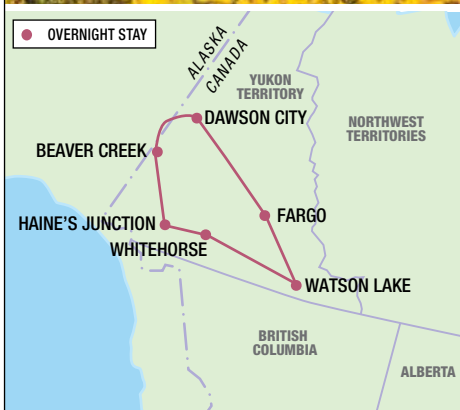 OVERNIGHT STAY
ALASKA
CANADA
YUKON
TERRITORY
DAWSON CITY
NORTHWEST
TERRITORIES
BEAVER CREEK
HAINE'S JUNCTION
FARGO
WHITEHORSE
WATSON LAKE
BRITISH
COLUMBIA
ALBERTA